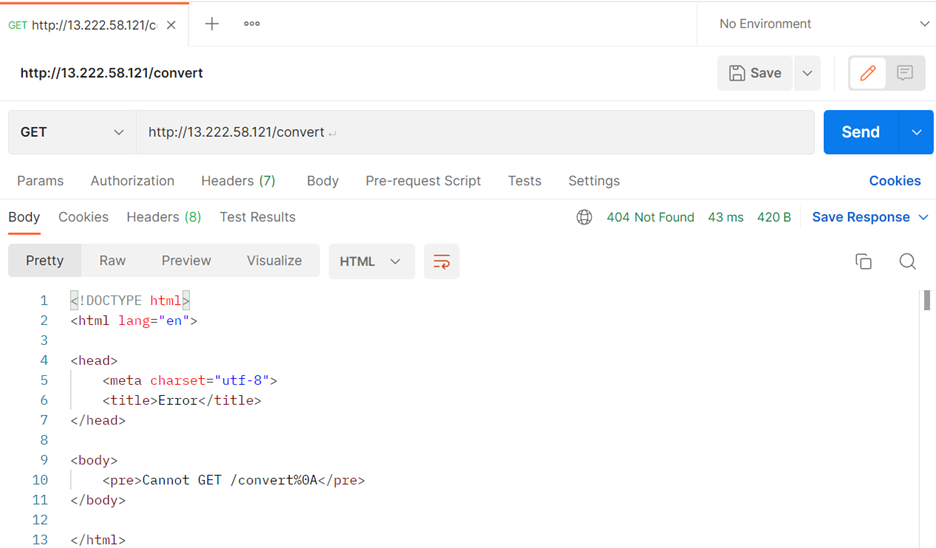 GET http://13.222.58.121/c
No Environment
http://13.222.58.121/convert
Save
GET http://13.222.58.121/convert ↵
Send
Params Authorization Headers (7) Body Pre-request Script Tests Settings Cookies
Body Cookies Headers (8) Test Results 404 Not Found 43 ms 420 B Save Response
Pretty Raw Preview Visualize HTML
1 <!DOCTYPE html>
2 <html lang="en">
3
4 <head>
5 <meta charset="utf-8">
6 <title>Error</title>
7 </head>
8
9 <body>
10 <pre>Cannot GET /convert%0A</pre>
11 </body>
12
13 </html>